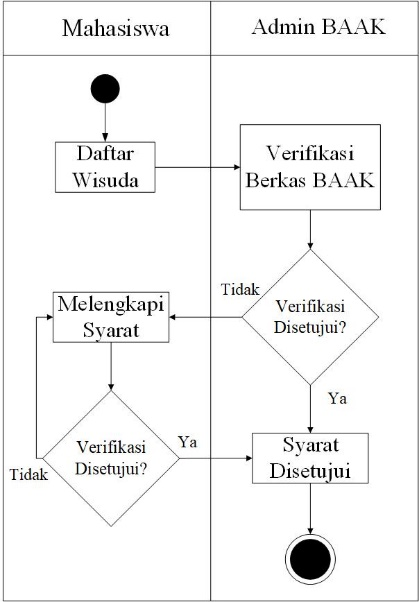 Mahasiswa
Admin BAAK
Daftar
Wisuda
Verifikasi
Berkas BAAK
Tidak
Verifikasi
Disetujui?
Melengkapi
Syarat
Ya
Verifikasi
Disetujui?
Ya
Tidak
Syarat
Disetujui